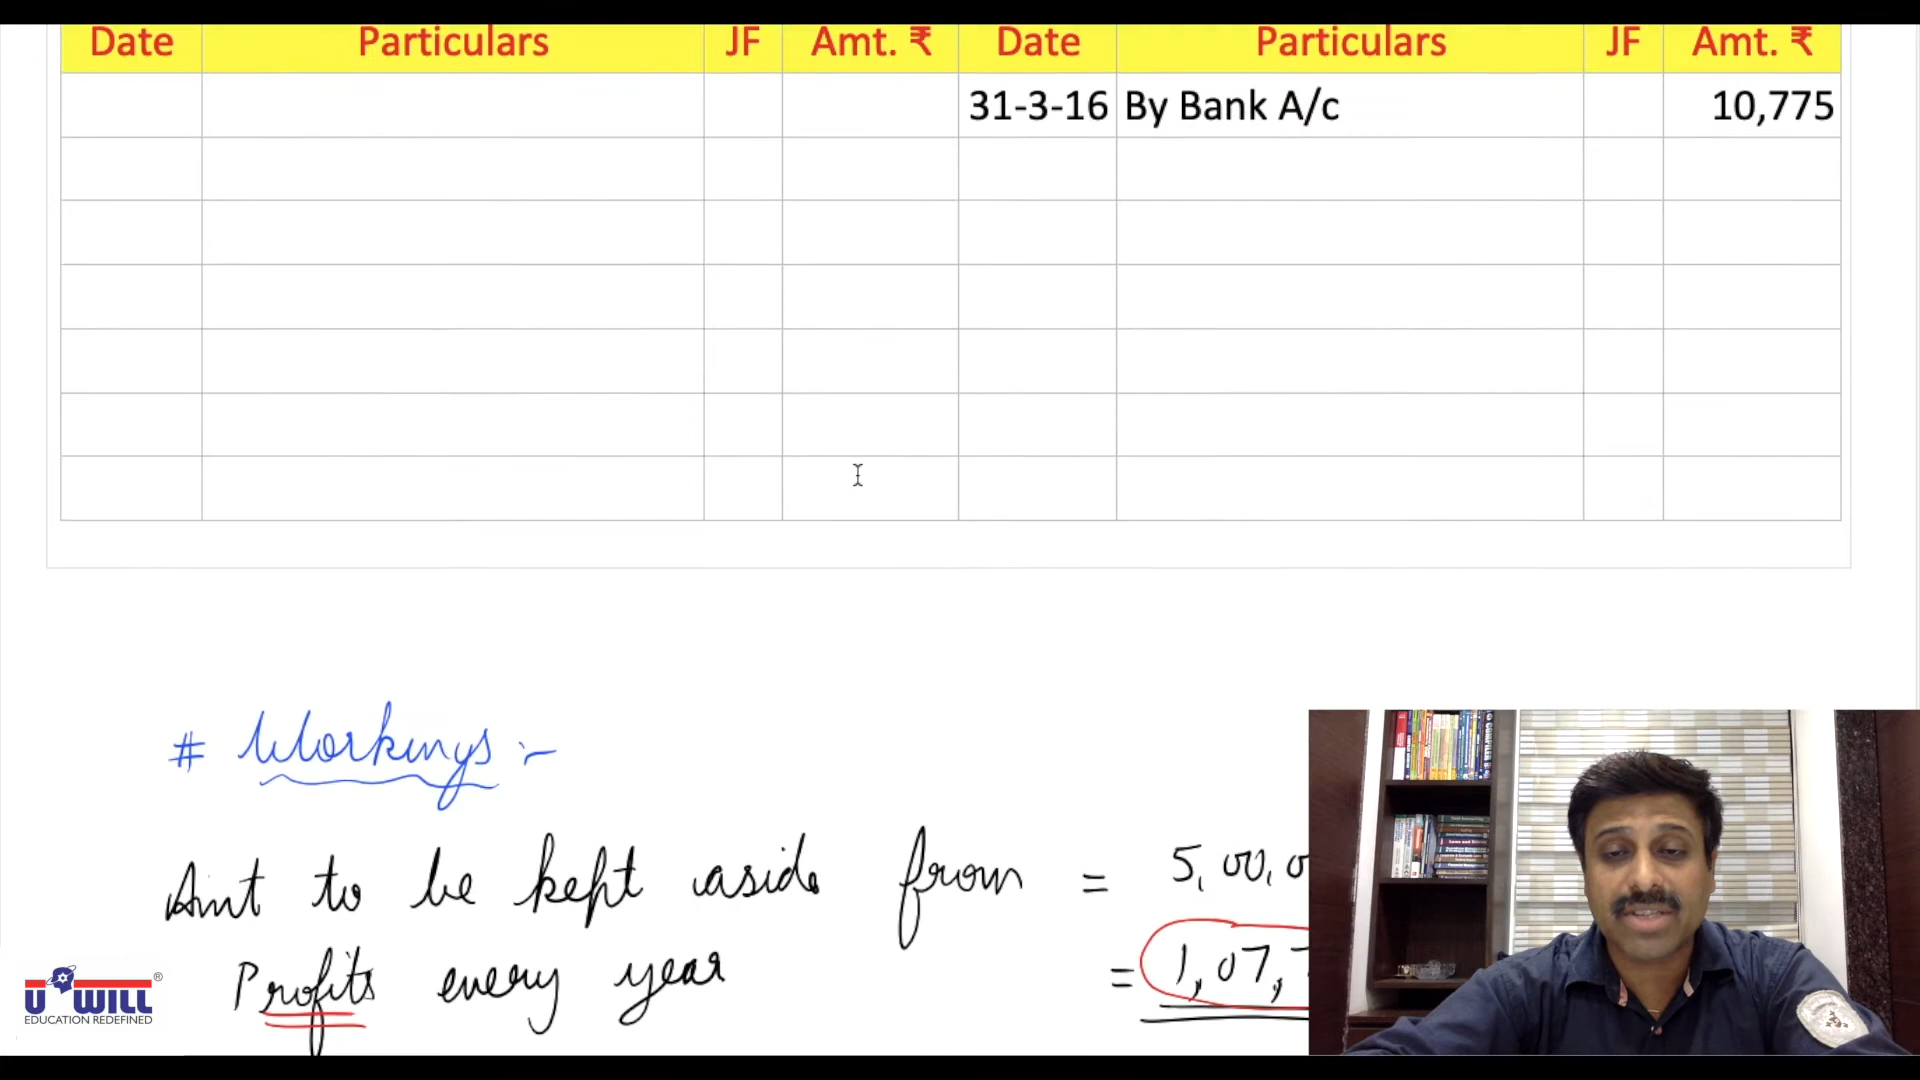 Date Particulars JF Amt. ₹ Date Particulars JF Amt. ₹
31-3-16 By Bank A/c 10,775
# Workings :-
Amt to be kept aside from = 5,00,0
Profits every year = 1,07,7
U WILL ®
EDUCATION REDEFINED